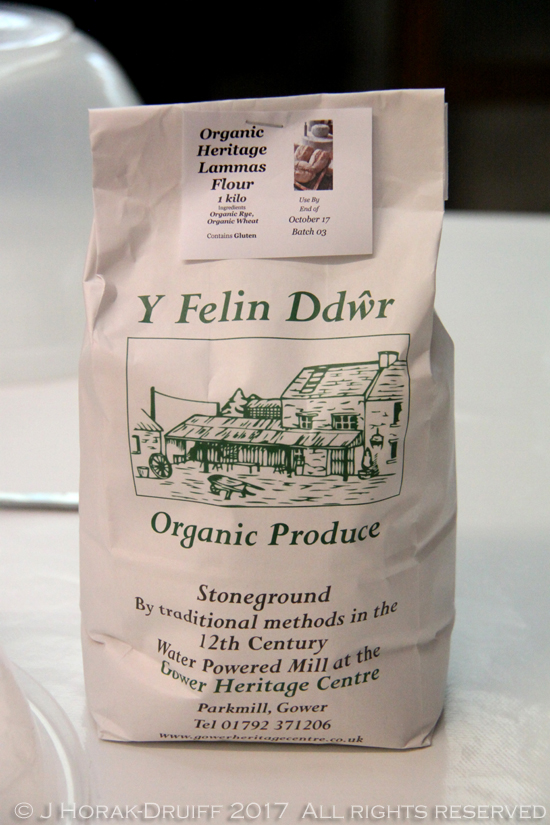 Organic
Heritage
Lammas
Flour
1 kilo
Ingredients
Organic Rye,
Organic Wheat
Contains Gluten
Use By
End of
October 17
Batch 03
Y Felin Ddŵr
Organic Produce
Stoneground
By traditional methods in the
12th Century
Water Powered Mill at the
Gower Heritage Centre
Parkmill, Gower
Tel 01792 371206
www.gowerheritagecentre.co.uk
© J Horak-Druiff 2017 All rights reserved